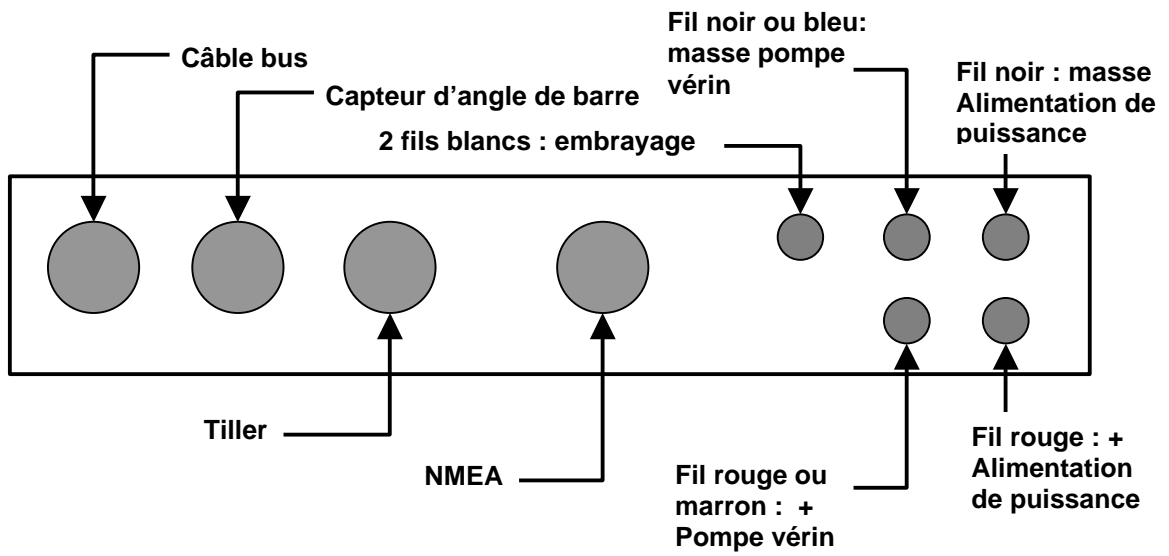 Câble bus
Capteur d'angle de barre
2 fils blancs : embrayage
Fil noir ou bleu:
masse pompe
vérin
Fil noir : masse
Alimentation de
puissance
Tiller
NMEA
Fil rouge ou
marron : +
Pompe vérin
Fil rouge : +
Alimentation
de puissance